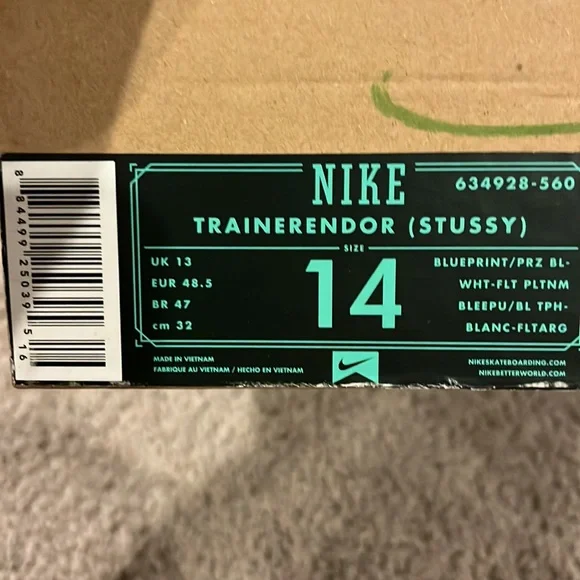 NIKE
634928-560
TRAINERENDOR (STUSSY)
SIZE
14
UK 13
EUR 48.5
BR 47
cm 32
BLUEPRINT/PRZ BL-
WHT-FLT PLTNM
BLEEPU/BL TPH-
BLANC-FLTARG
MADE IN VIETNAM
FABRIQUE AU VIETNAM / HECHO EN VIETNAM
NIKESKATEBOARDING.COM
NIKEBETTERWORLD.COM
8 84499 25039 5 16